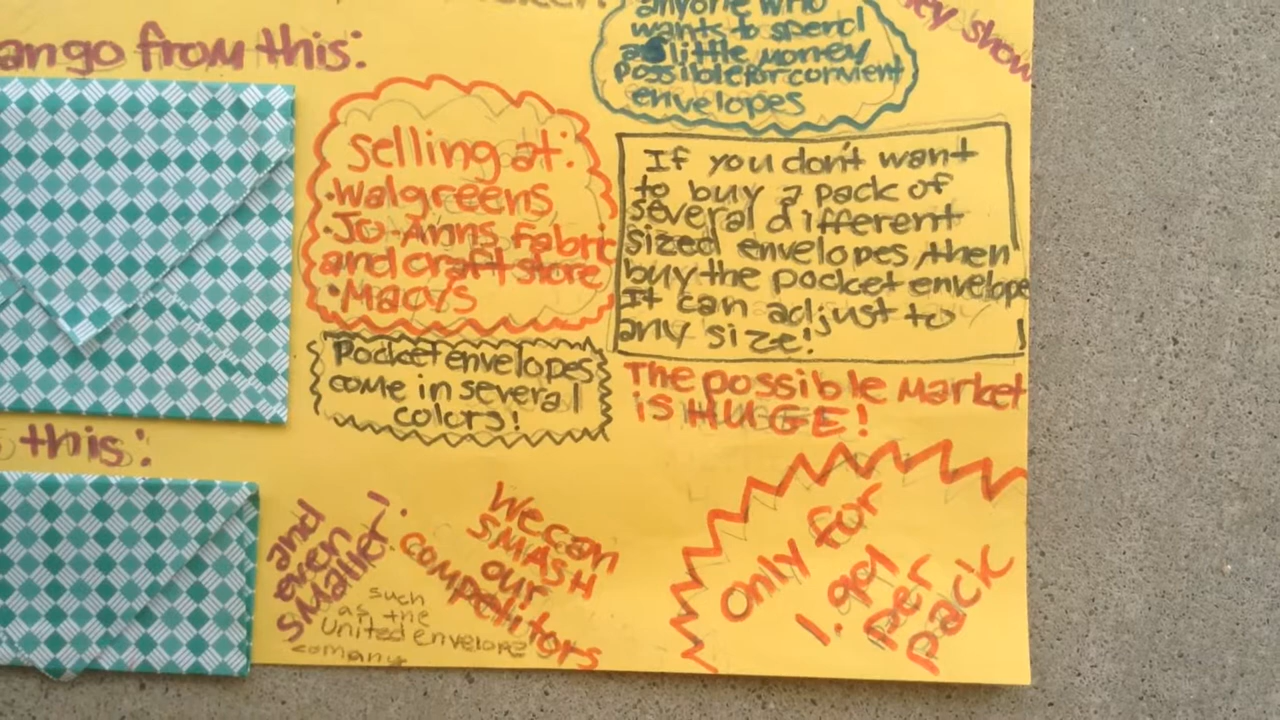 anyone who
wants to spend
as little money
possible for convient
envelopes
show
ango from this:
selling at:
•walgreens
•Jo-Anns Fabric
and craft store
•Macy's
If you don't want
to buy a pack of
several different
sized envelopes, then
buy the pocket envelope
It can adjust to
any size!
Pocket envelopes
come in several
colors!
The possible Market
is HUGE!
this:
and
even
smaller!
We can
SMASH
our
competitors
such
as the
United envelope
comany
Only for
1.99
per
pack